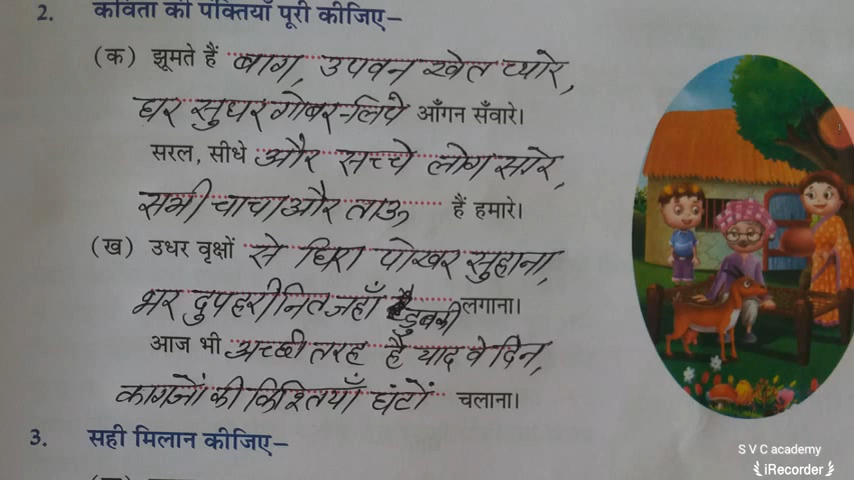 2. कविता की पंक्तियाँ पूरी कीजिए–
(क) झूमते हैं बाग, उपवन खेत प्यारे,
घर सुघर गोबर-लिपे आँगन सँवारे।
सरल, सीधे और सच्चे लोग सारे,
सभी चाचा और ताऊ हैं हमारे।
(ख) उधर वृक्षों से घिरा पोखर सुहाना,
भर दुपहरी नित जहाँ डुबकी लगाना।
आज भी अच्छी तरह है याद वे दिन,
कागजों की किश्तियाँ घंटों चलाना।
3. सही मिलान कीजिए–
S V C academy
iRecorder